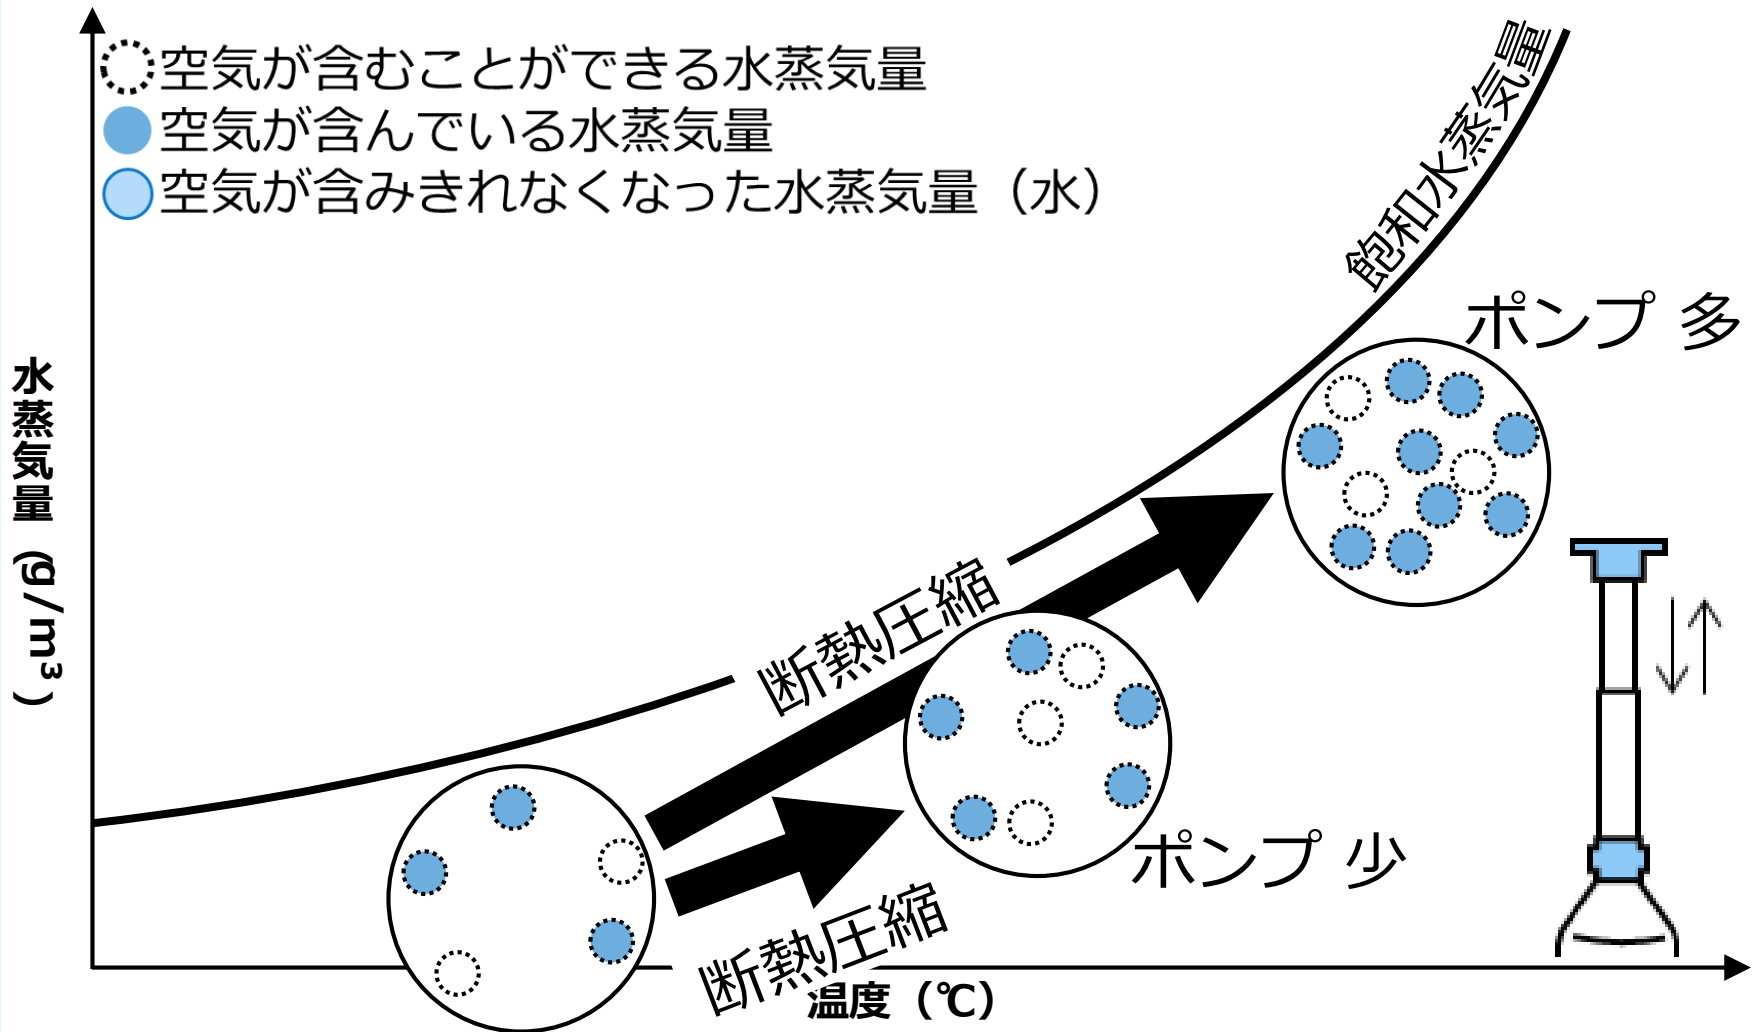 空気が含むことができる水蒸気量
空気が含んでいる水蒸気量
空気が含みきれなくなった水蒸気量（水）
飽和水蒸気量
ポンプ 多
水蒸気量（g/m³）
断熱圧縮
ポンプ 少
断熱圧縮
温度（℃）